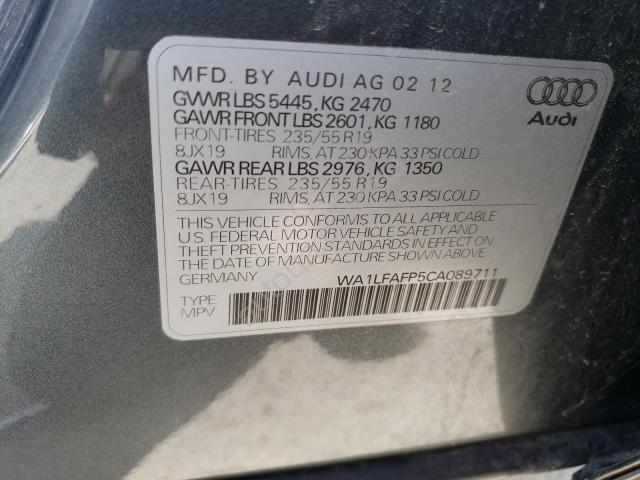 MFD. BY AUDI AG 02 12
GVWR LBS 5445, KG 2470
GAWR FRONT LBS 2601, KG 1180
FRONT-TIRES 235/55 R19
8JX19 RIMS, AT 230 KPA 33 PSI COLD
GAWR REAR LBS 2976, KG 1350
REAR-TIRES 235/55 R19
8JX19 RIMS, AT 230 KPA 33 PSI COLD
THIS VEHICLE CONFORMS TO ALL APPLICABLE
US FEDERAL MOTOR VEHICLE SAFETY AND
THEFT PREVENTION STANDARDS IN EFFECT ON
THE DATE OF MANUFACTURE SHOWN ABOVE
GERMANY WA1LFAFP5CA089711
TYPE
MPV
Audi